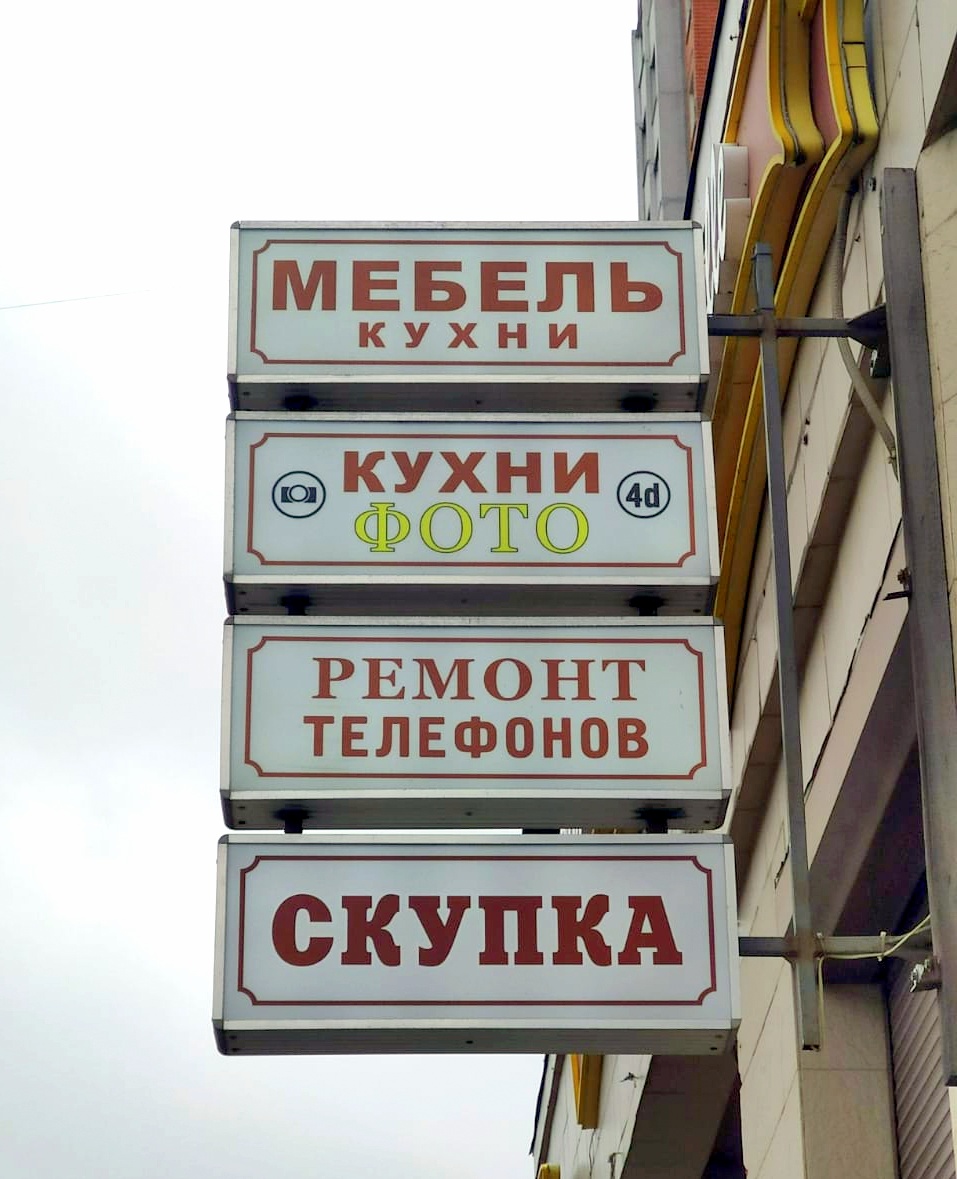 МЕБЕЛЬ
КУХНИ
КУХНИ
4d
ФОТО
РЕМОНТ
ТЕЛЕФОНОВ
СКУПКА